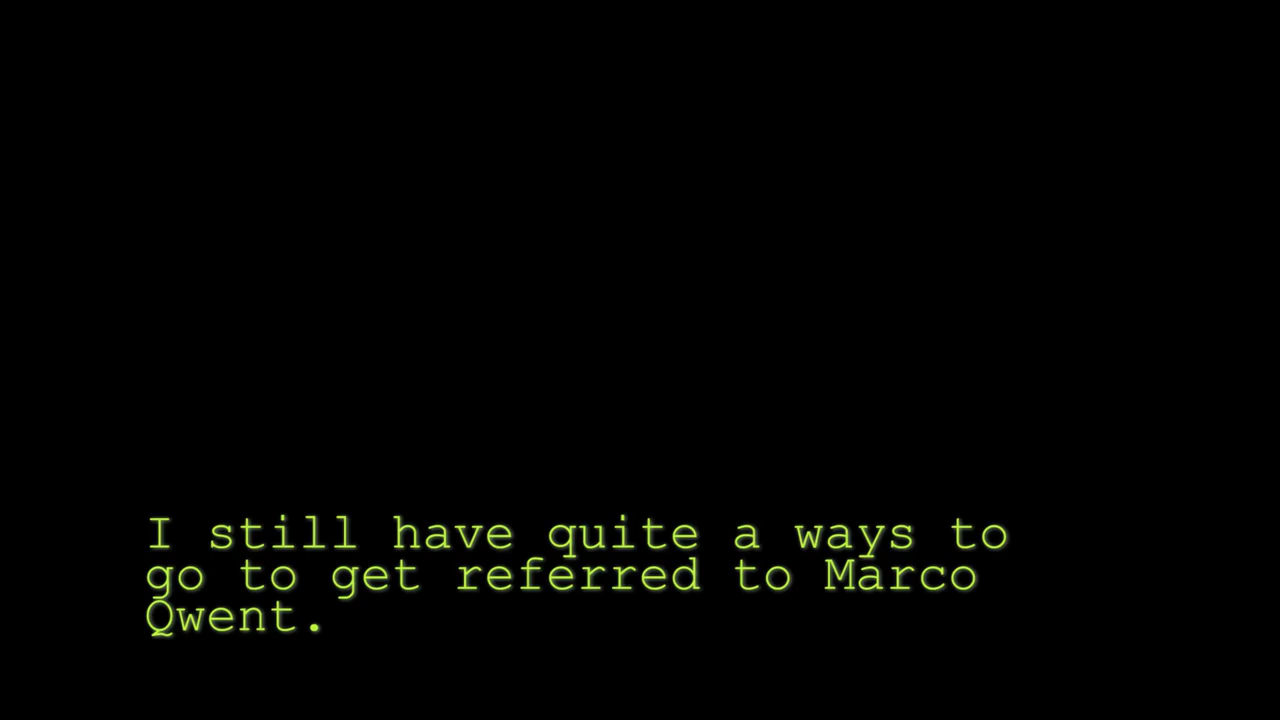 I still have quite a ways to
go to get referred to Marco
Qwent.